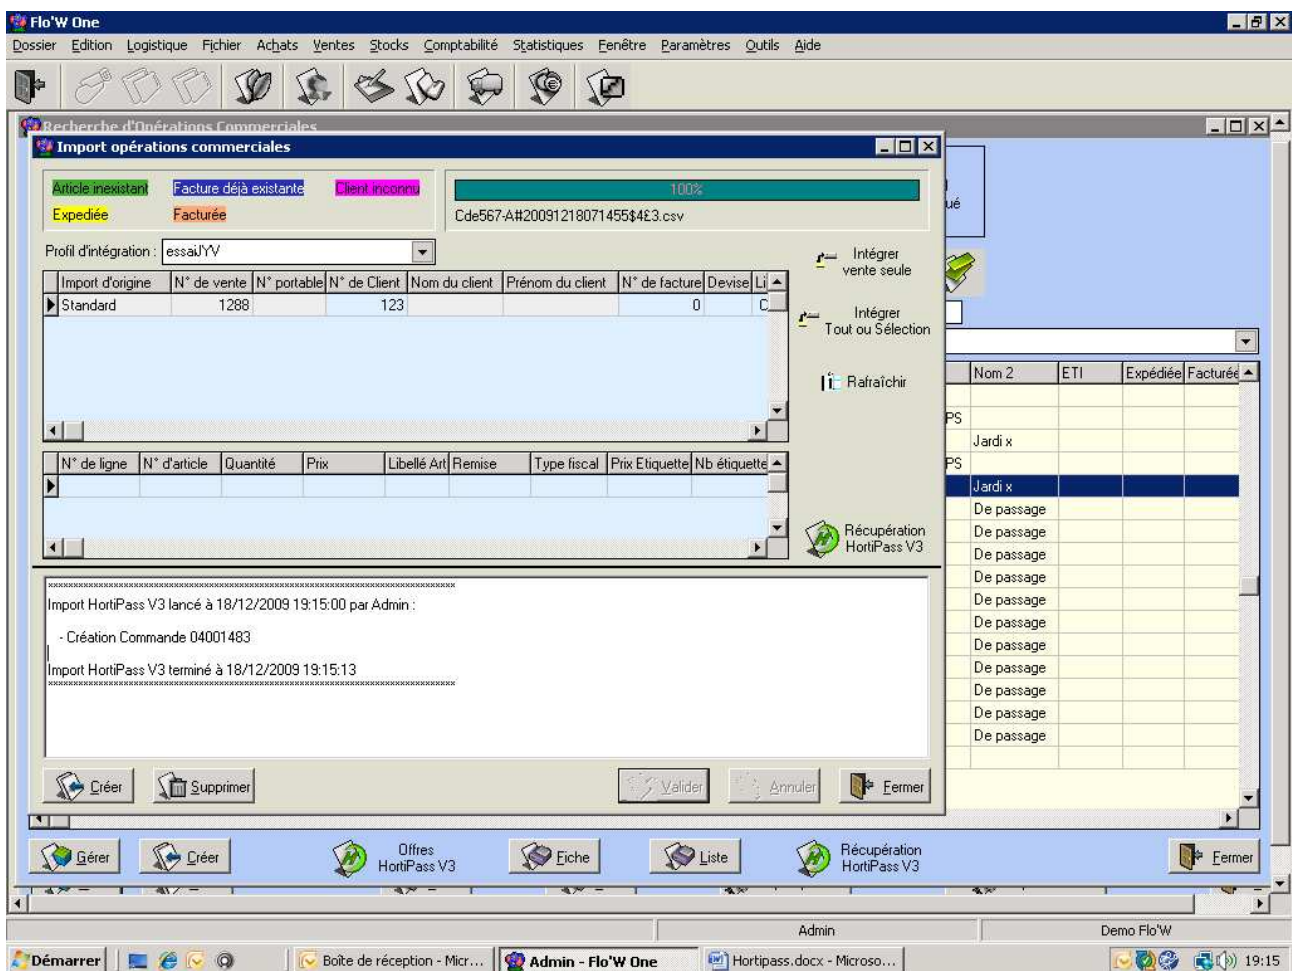 Flo'W One
Dossier Edition Logistique Fichier Achats Ventes Stocks Comptabilité Statistiques Fenêtre Paramètres Outils Aide
Recherche d'Opérations Commerciales
Import opérations commerciales
Article inexistant Facture déjà existante Client inconnu
Expediée Facturée
100%
Cde567-A#20091218071455$4£3.csv
Profil d'intégration : essaiJYV
Intégrer
vente seule
Import d'origine N° de vente N° portable N° de Client Nom du client Prénom du client N° de facture Devise Li
Standard 1288 123 0 C
Intégrer
Tout ou Sélection
Rafraîchir
N° de ligne N° d'article Quantité Prix Libellé Art Remise Type fiscal Prix Etiquette Nb étiquette
Récupération
HortiPass V3
Import HortiPass V3 lancé à 18/12/2009 19:15:00 par Admin :
- Création Commande 04001483
Import HortiPass V3 terminé à 18/12/2009 19:15:13
Créer Supprimer Valider Annuler Fermer
ué
Nom 2 ETI Expédiée Facturée
PS
Jardi x
PS
Jardi x
De passage
De passage
De passage
De passage
De passage
De passage
De passage
De passage
De passage
De passage
De passage
Gérer Créer Offres
HortiPass V3 Fiche Liste Récupération
HortiPass V3 Fermer
Admin Demo Flo'W
Démarrer Boîte de réception - Micr... Admin - Flo'W One Hortipass.docx - Microso... 19:15